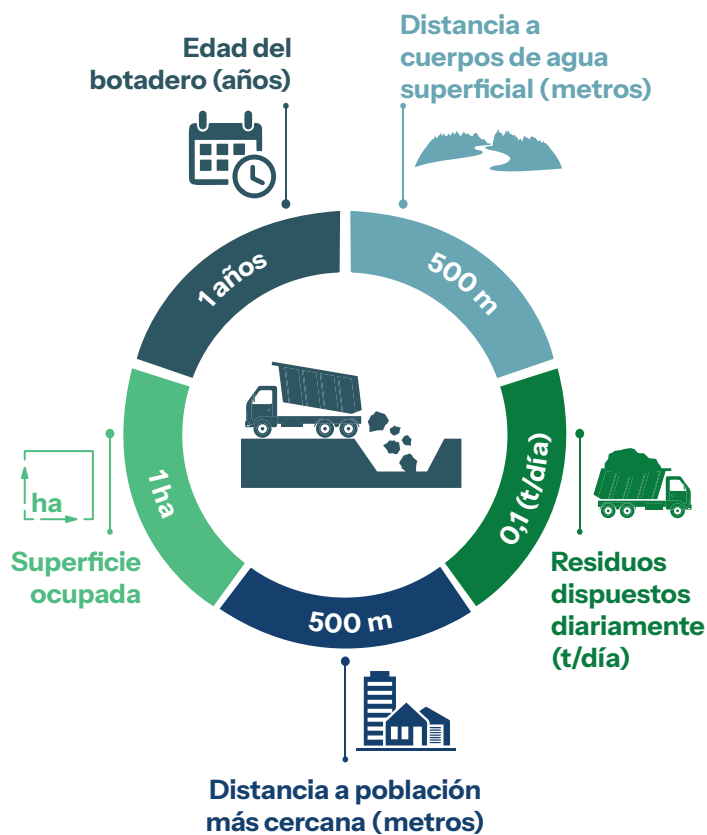 Edad del
botadero (años)
Distancia a
cuerpos de agua
superficial (metros)
1 años
500 m
1 ha
0,1 (t/día)
500 m
ha
Superficie
ocupada
Residuos
dispuestos
diariamente
(t/día)
Distancia a población
más cercana (metros)